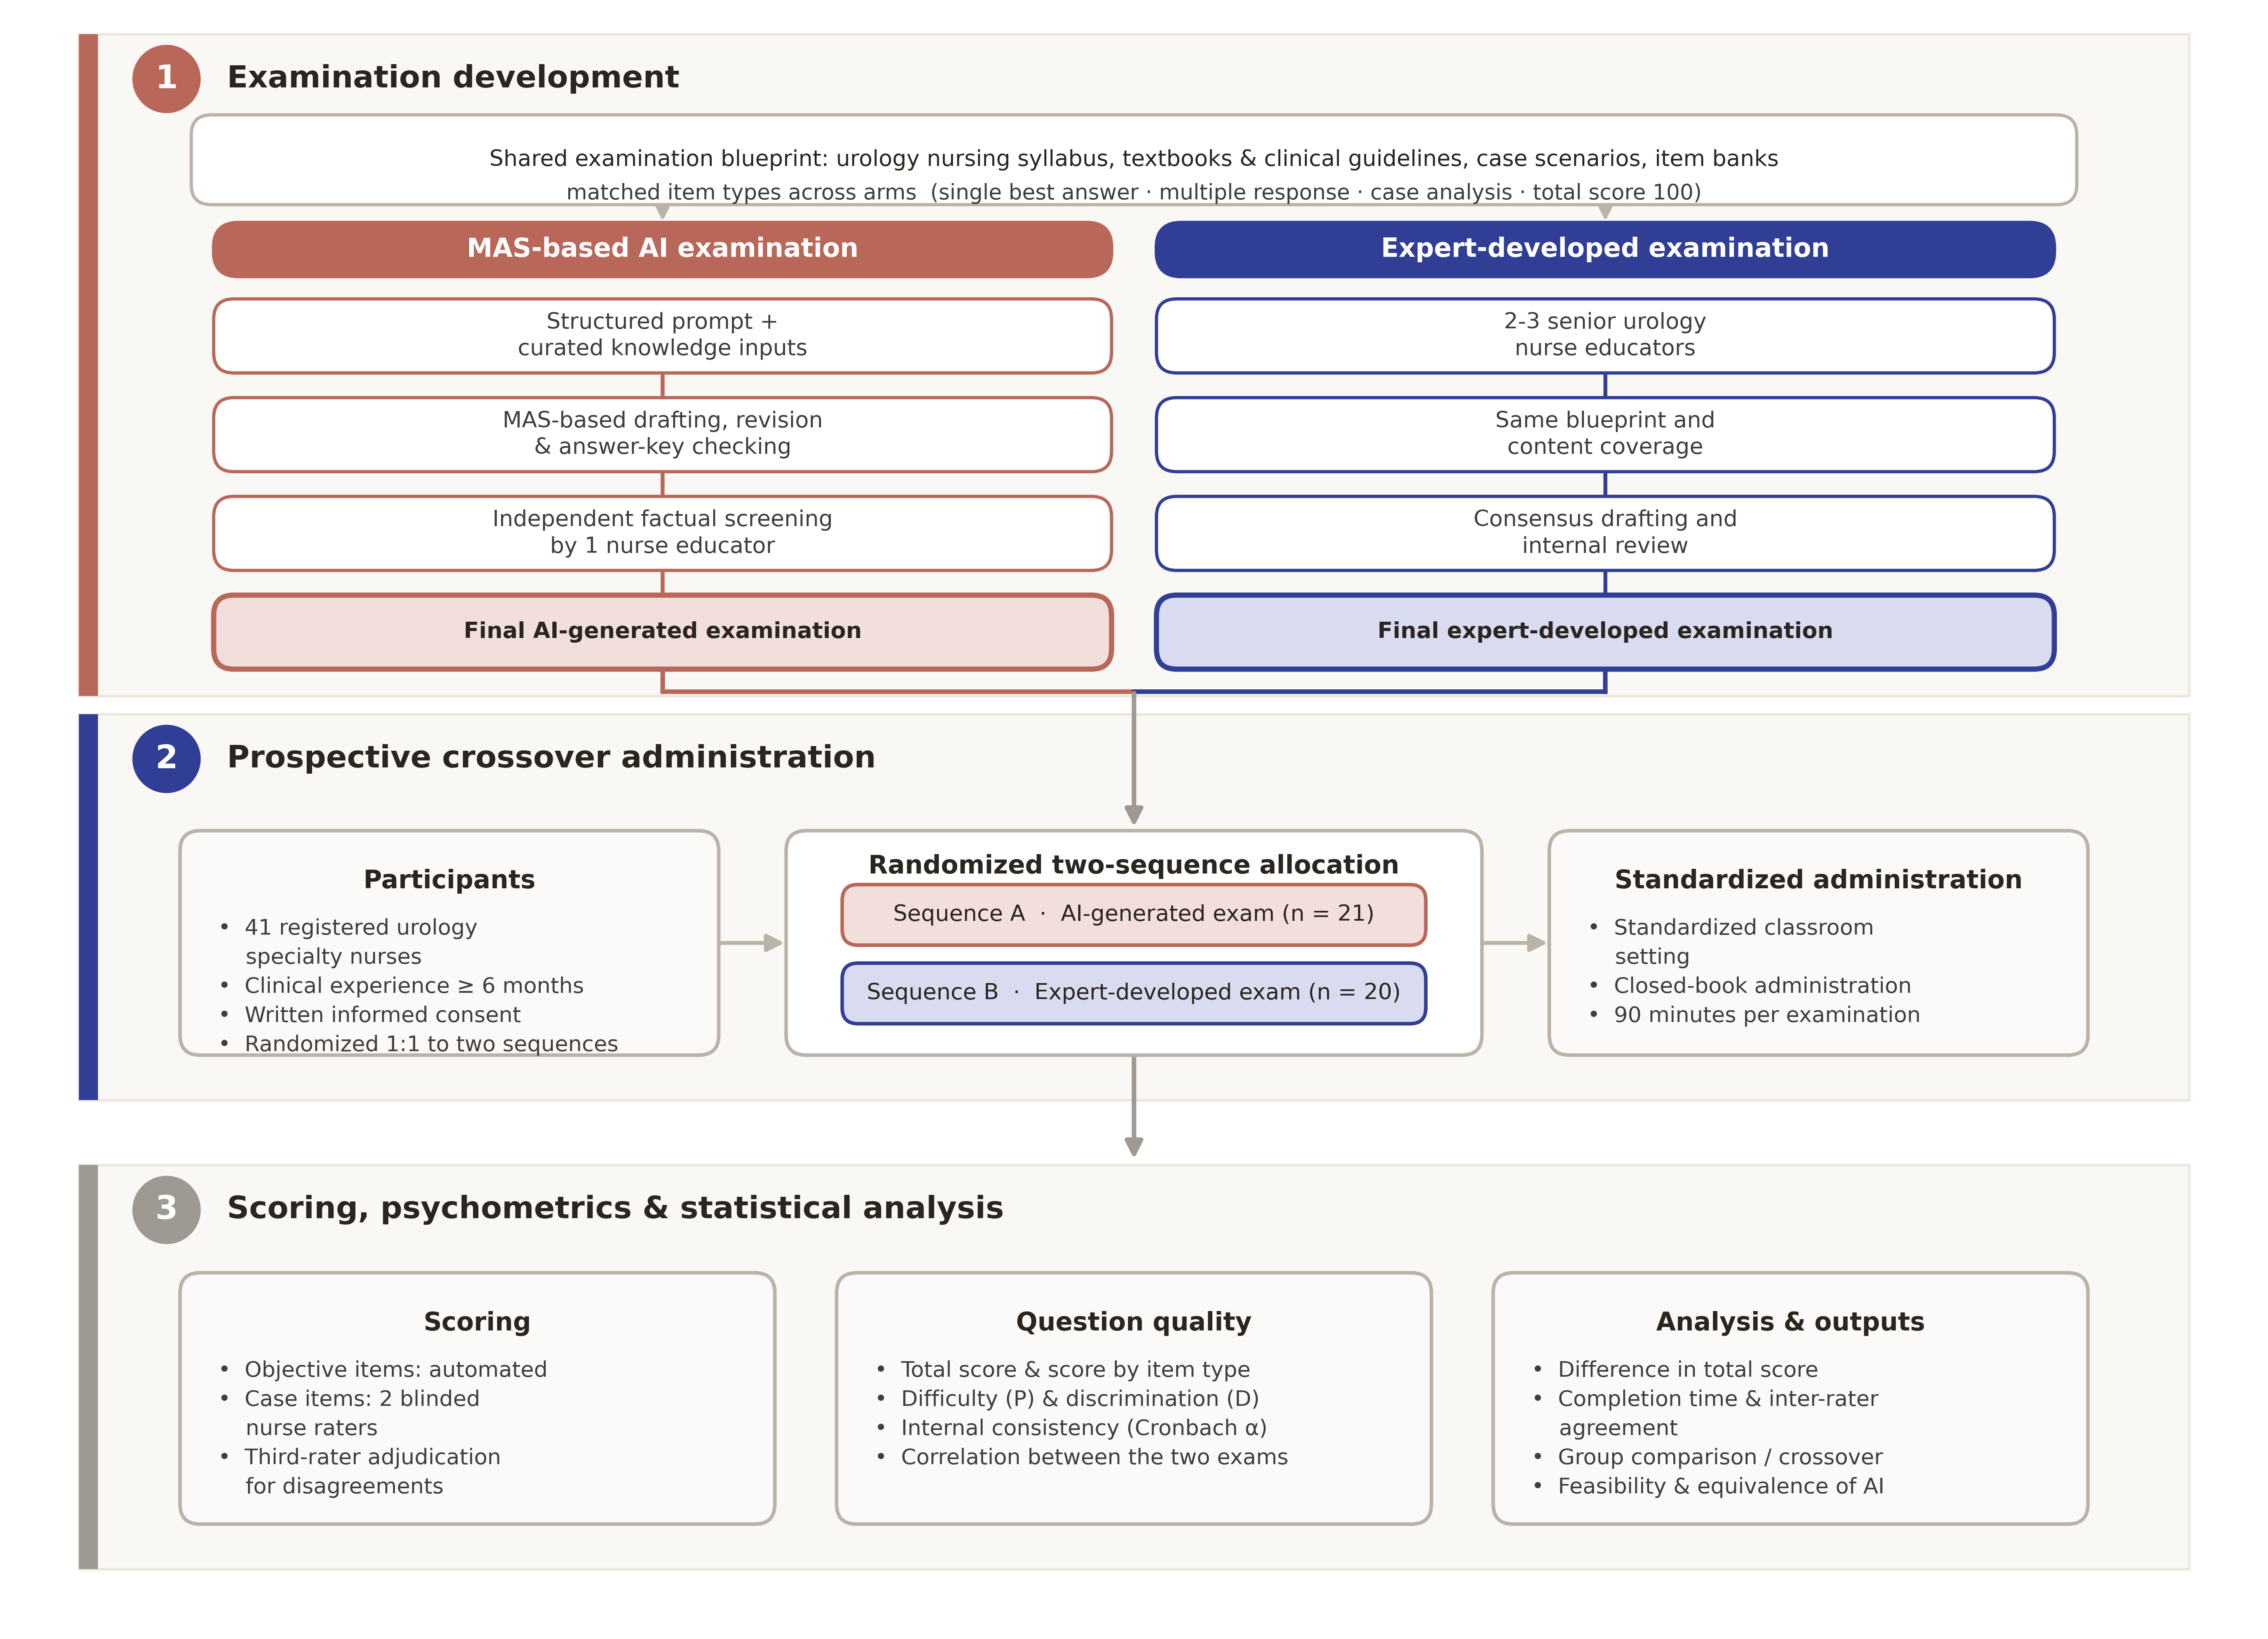 1
Examination development
Shared examination blueprint: urology nursing syllabus, textbooks & clinical guidelines, case scenarios, item banks
matched item types across arms (single best answer · multiple response · case analysis · total score 100)
MAS-based AI examination
Structured prompt +
curated knowledge inputs
MAS-based drafting, revision
& answer-key checking
Independent factual screening
by 1 nurse educator
Final AI-generated examination
Expert-developed examination
2-3 senior urology
nurse educators
Same blueprint and
content coverage
Consensus drafting and
internal review
Final expert-developed examination
2
Prospective crossover administration
Participants
• 41 registered urology
specialty nurses
• Clinical experience ≥ 6 months
• Written informed consent
• Randomized 1:1 to two sequences
Randomized two-sequence allocation
Sequence A · AI-generated exam (n = 21)
Sequence B · Expert-developed exam (n = 20)
Standardized administration
• Standardized classroom
setting
• Closed-book administration
• 90 minutes per examination
3
Scoring, psychometrics & statistical analysis
Scoring
• Objective items: automated
• Case items: 2 blinded
nurse raters
• Third-rater adjudication
for disagreements
Question quality
• Total score & score by item type
• Difficulty (P) & discrimination (D)
• Internal consistency (Cronbach α)
• Correlation between the two exams
Analysis & outputs
• Difference in total score
• Completion time & inter-rater
agreement
• Group comparison / crossover
• Feasibility & equivalence of AI